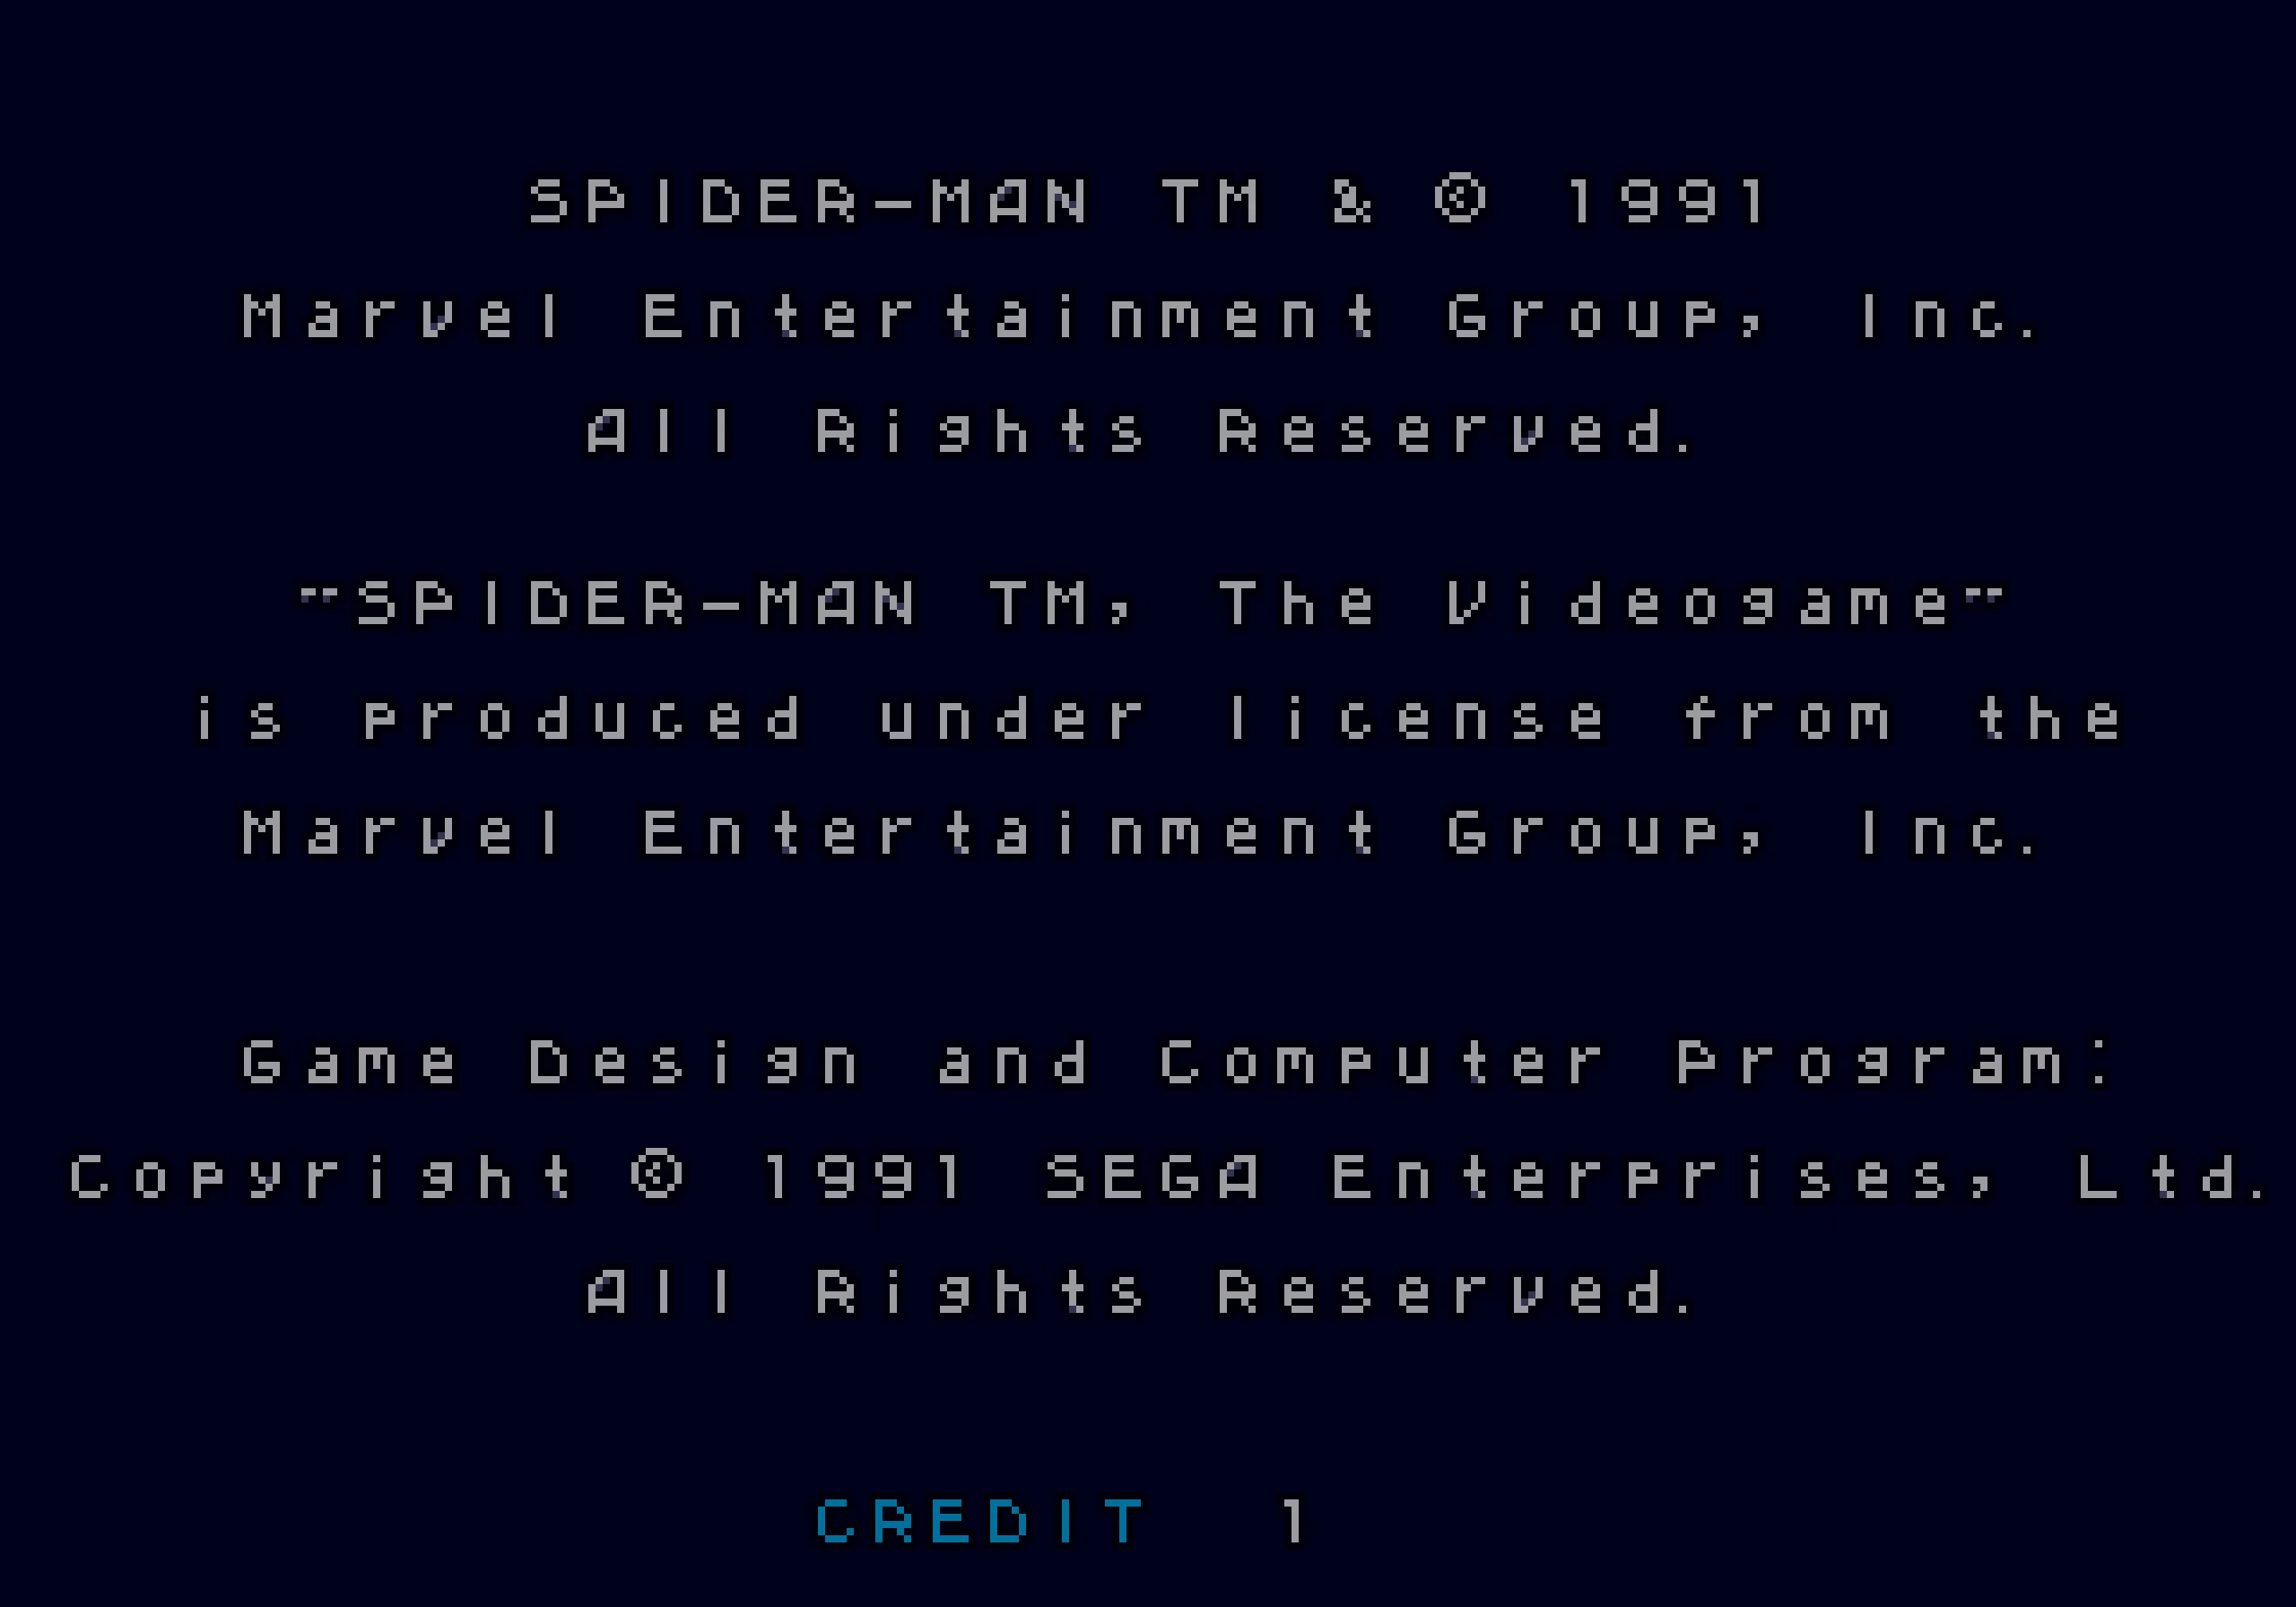 SPIDER-MAN TM & © 1991
Marvel Entertainment Group, Inc.
All Rights Reserved.
"SPIDER-MAN TM, The Videogame"
is produced under license from the
Marvel Entertainment Group, Inc.
Game Design and Computer Program:
Copyright © 1991 SEGA Enterprises, Ltd.
All Rights Reserved.
CREDIT 1